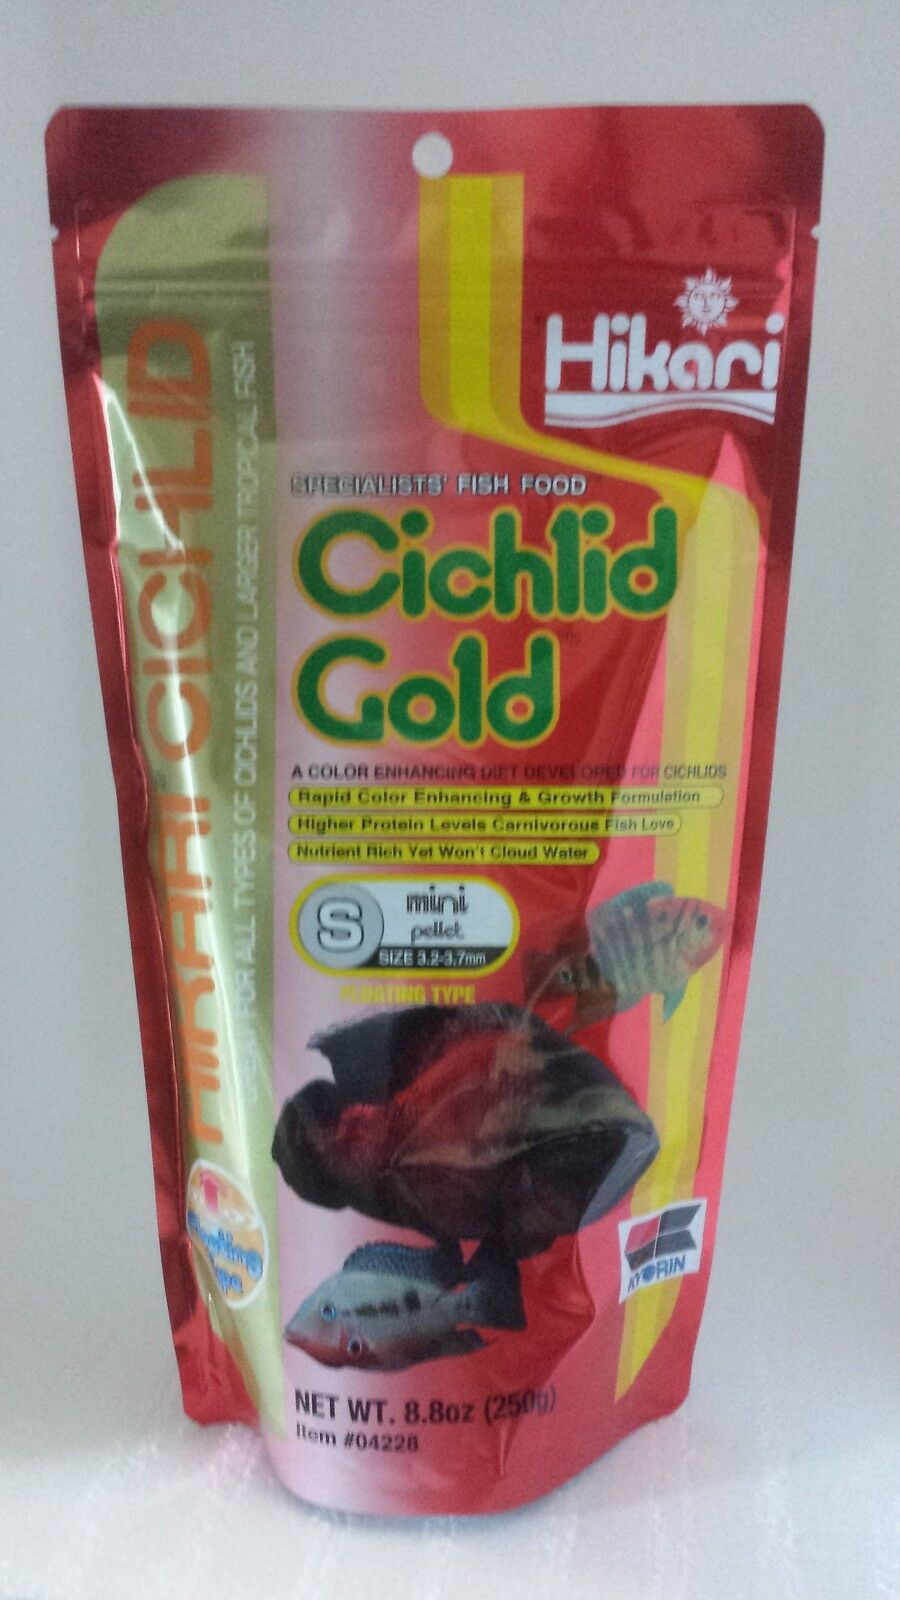 Hikari
SPECIALISTS' FISH FOOD
Cichlid
Gold
A COLOR ENHANCING DIET DEVELOPED FOR CICHLIDS
Rapid Color Enhancing & Growth Formulation
Higher Protein Levels Carnivorous Fish Love
Nutrient Rich Yet Won't Cloud Water
S
mini
pellet
SIZE 3.2-3.7mm
FLOATING TYPE
HIKARI CICHLID
FOR ALL TYPES OF CICHLIDS AND LARGER TROPICAL FISH
KYORIN
NET WT. 8.8oz (250g)
Item #04228